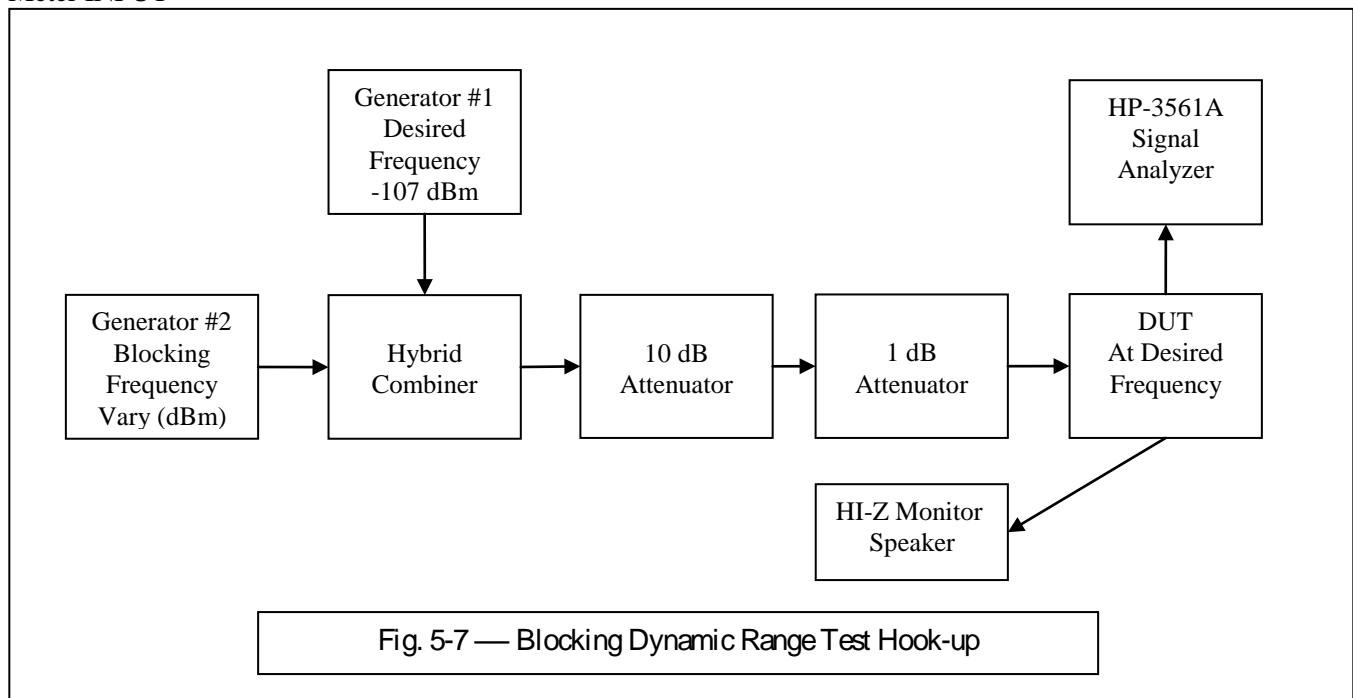 Generator #1
Desired
Frequency
-107 dBm
HP-3561A
Signal
Analyzer
Generator #2
Blocking
Frequency
Vary (dBm)
Hybrid
Combiner
10 dB
Attenuator
1 dB
Attenuator
DUT
At Desired
Frequency
HI-Z Monitor
Speaker
Fig. 5-7 — Blocking Dynamic Range Test Hook-up